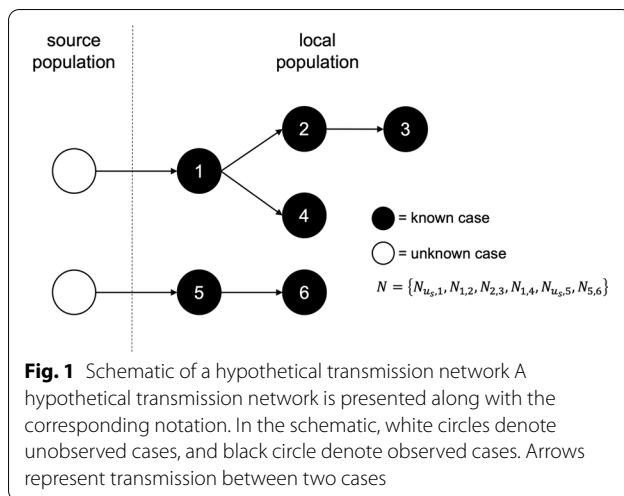 source population
local population
1
2
3
4
5
6
= known case
= unknown case
N = {N_{u_s,1}, N_{1,2}, N_{2,3}, N_{1,4}, N_{u_s,5}, N_{5,6}}
Fig. 1 Schematic of a hypothetical transmission network A
hypothetical transmission network is presented along with the
corresponding notation. In the schematic, white circles denote
unobserved cases, and black circle denote observed cases. Arrows
represent transmission between two cases